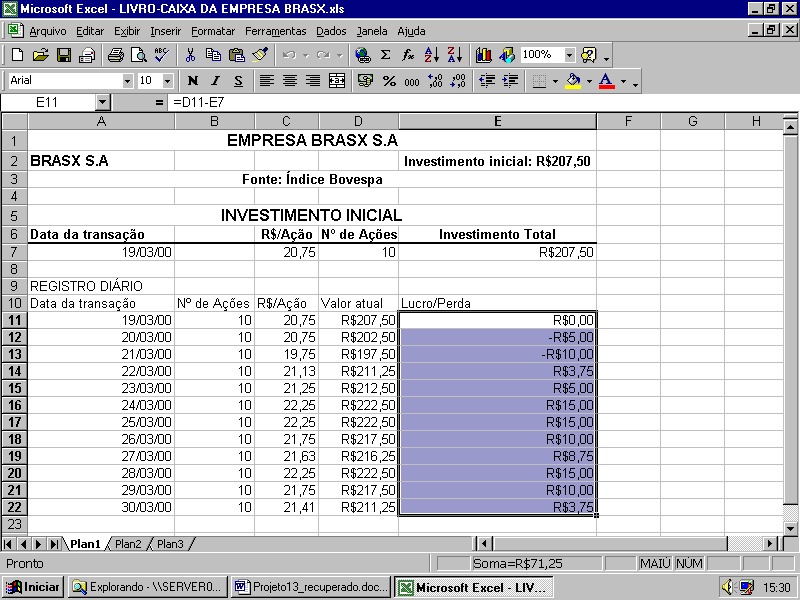 Microsoft Excel - LIVRO-CAIXA DA EMPRESA BRASX.xls
Arquivo Editar Exibir Inserir Formatar Ferramentas Dados Janela Ajuda
100%
Arial 10 N I S
E11 = =D11-E7
A B C D E F G H
1 EMPRESA BRASX S.A
2 BRASX S.A Investimento inicial: R$207,50
3 Fonte: Índice Bovespa
4
5 INVESTIMENTO INICIAL
6 Data da transação R$/Ação Nº de Ações Investimento Total
7 19/03/00 20,75 10 R$207,50
8
9 REGISTRO DIÁRIO
10 Data da transação Nº de Ações R$/Ação Valor atual Lucro/Perda
11 19/03/00 10 20,75 R$207,50 R$0,00
12 20/03/00 10 20,75 R$202,50 -R$5,00
13 21/03/00 10 19,75 R$197,50 -R$10,00
14 22/03/00 10 21,13 R$211,25 R$3,75
15 23/03/00 10 21,25 R$212,50 R$5,00
16 24/03/00 10 22,25 R$222,50 R$15,00
17 25/03/00 10 22,25 R$222,50 R$15,00
18 26/03/00 10 21,75 R$217,50 R$10,00
19 27/03/00 10 21,63 R$216,25 R$8,75
20 28/03/00 10 22,25 R$222,50 R$15,00
21 29/03/00 10 21,75 R$217,50 R$10,00
22 30/03/00 10 21,41 R$211,25 R$3,75
23
Plan1 Plan2 Plan3
Pronto Soma=R$71,25 MAIÚ NÚM
Iniciar Explorando - \\SERVER0... Projeto13_recuperado.doc... Microsoft Excel - LIV... 15:30